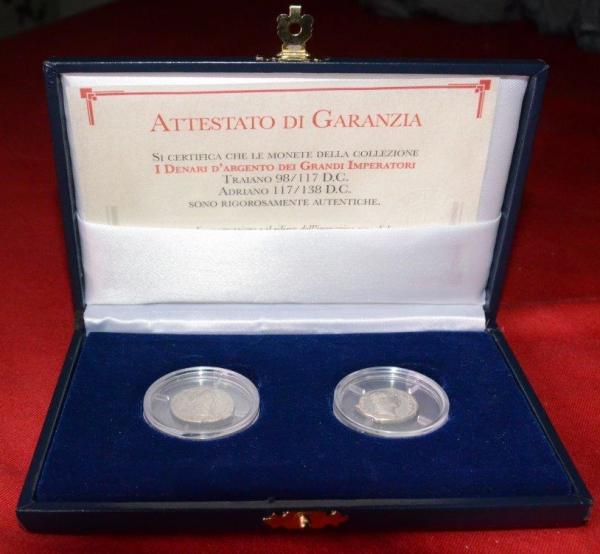 ATTESTATO DI GARANZIA
SI CERTIFICA CHE LE MONETE DELLA COLLEZIONE
I DENARI D'ARGENTO DEI GRANDI IMPERATORI
TRAIANO 98/117 D.C.
ADRIANO 117/138 D.C.
SONO RIGOROSAMENTE AUTENTICHE.